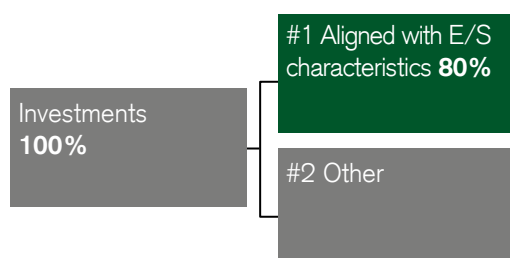 #1 Aligned with E/S
characteristics 80%
Investments
100%
#2 Other